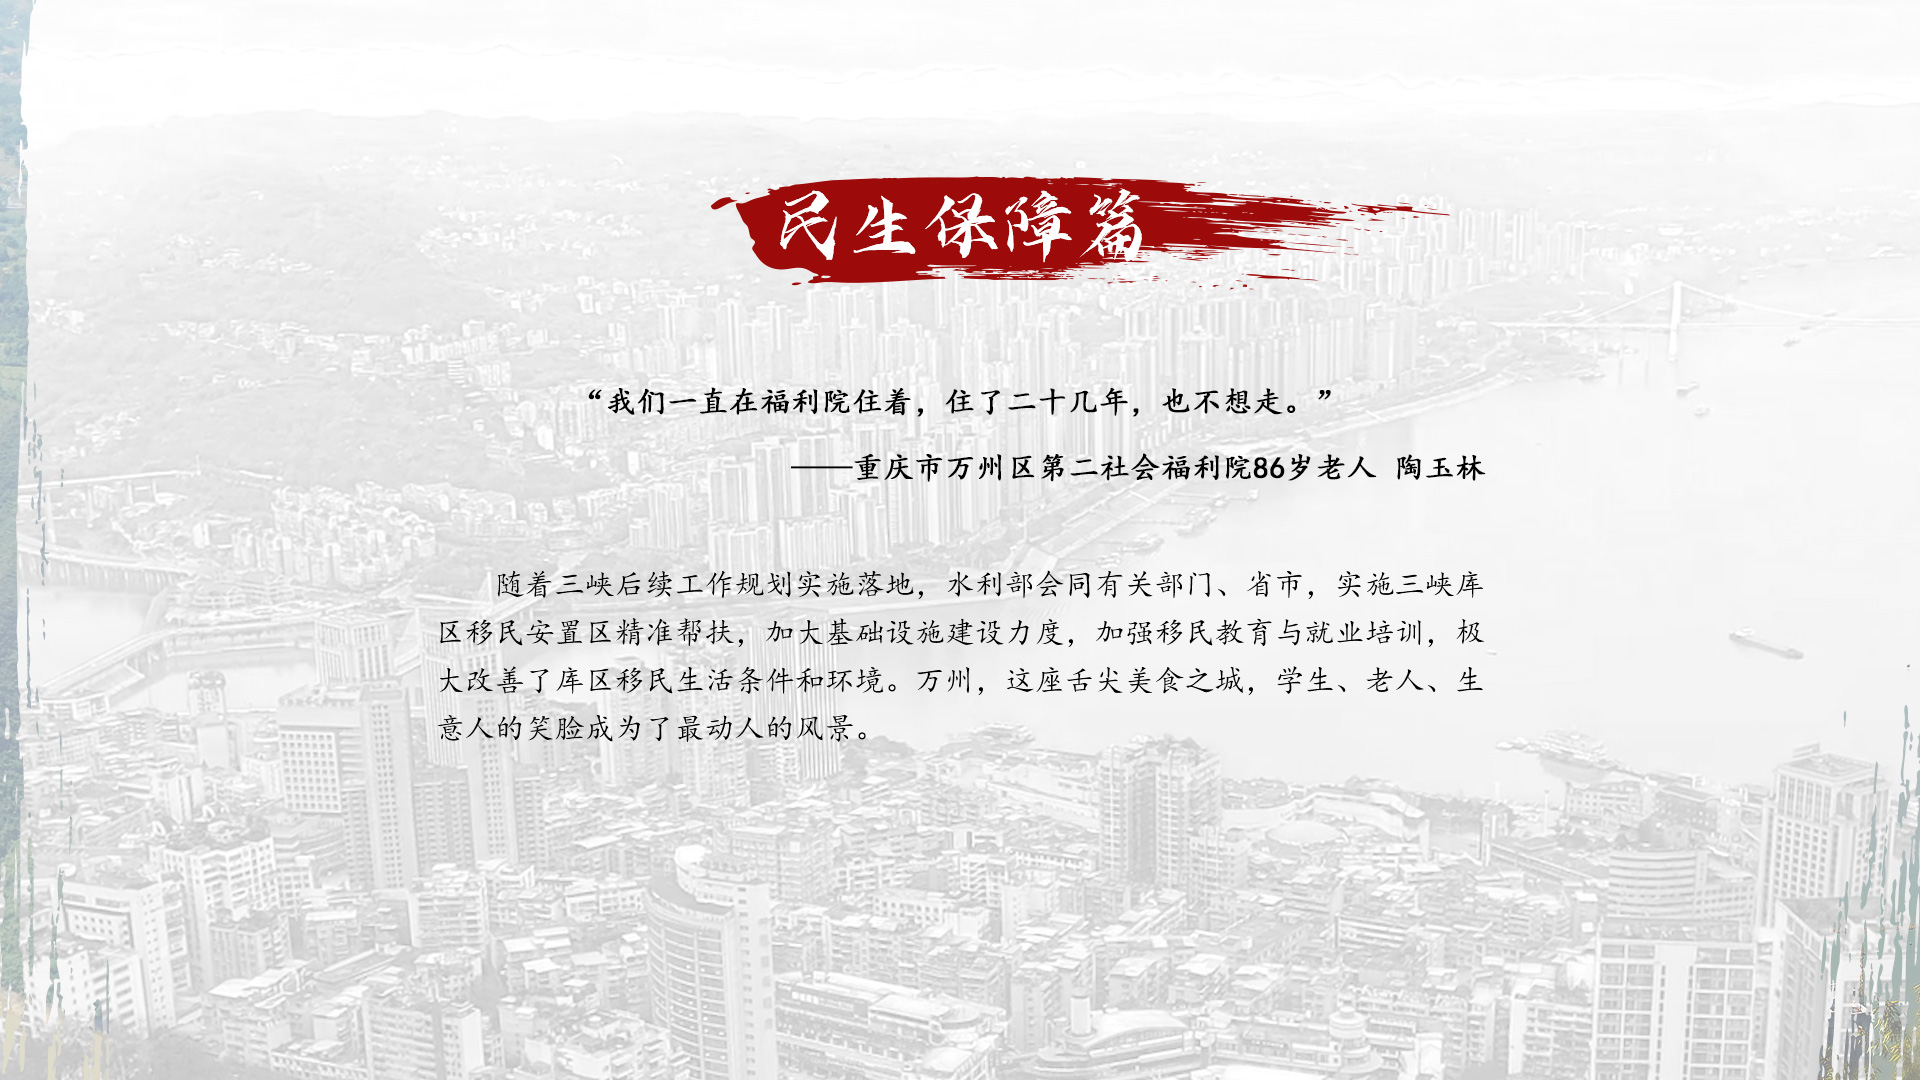 民生保障篇
“我们一直在福利院住着，住了二十几年，也不想走。”
——重庆市万州区第二社会福利院86岁老人 陶玉林
随着三峡后续工作规划实施落地，水利部会同有关部门、省市，实施三峡库
区移民安置区精准帮扶，加大基础设施建设力度，加强移民教育与就业培训，极
大改善了库区移民生活条件和环境。万州，这座舌尖美食之城，学生、老人、生
意人的笑脸成为了最动人的风景。